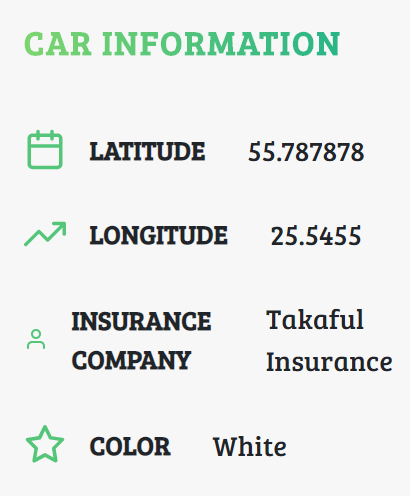 CAR INFORMATION
LATITUDE 55.787878
LONGITUDE 25.5455
INSURANCE COMPANY Takaful Insurance
COLOR White